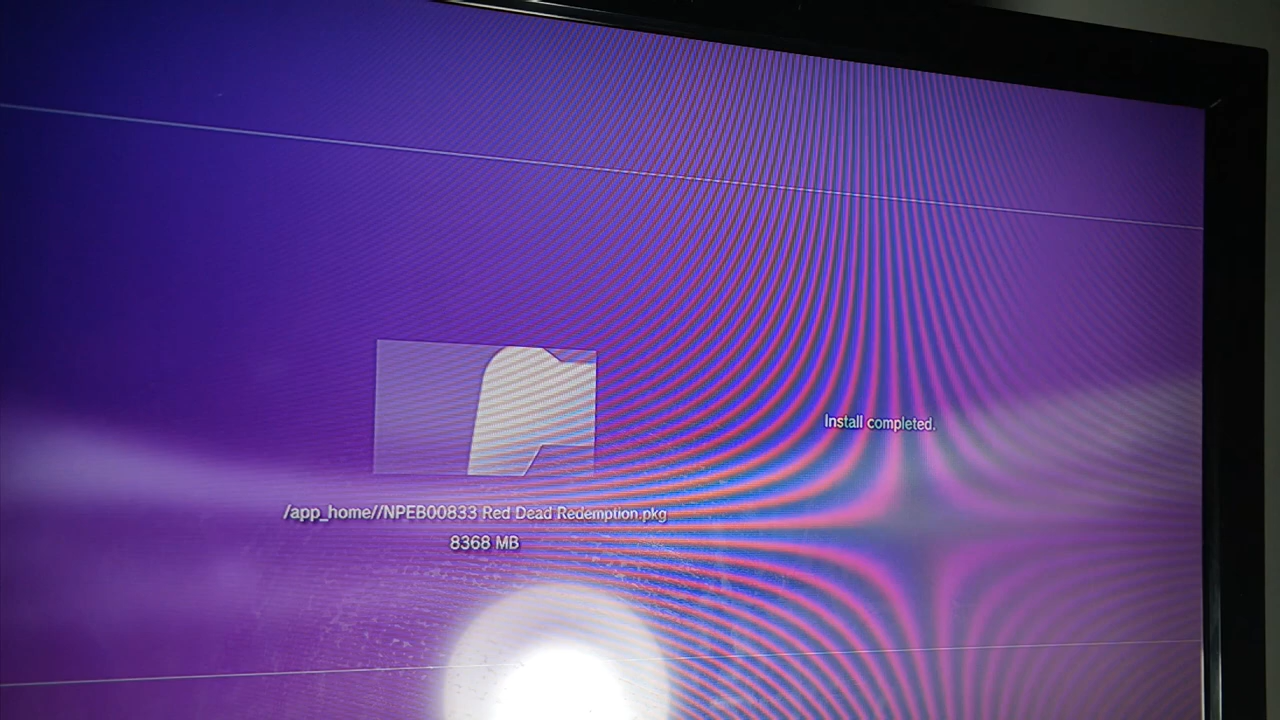 Install completed.
/app_home//NPEB00833 Red Dead Redemption.pkg
8368 MB